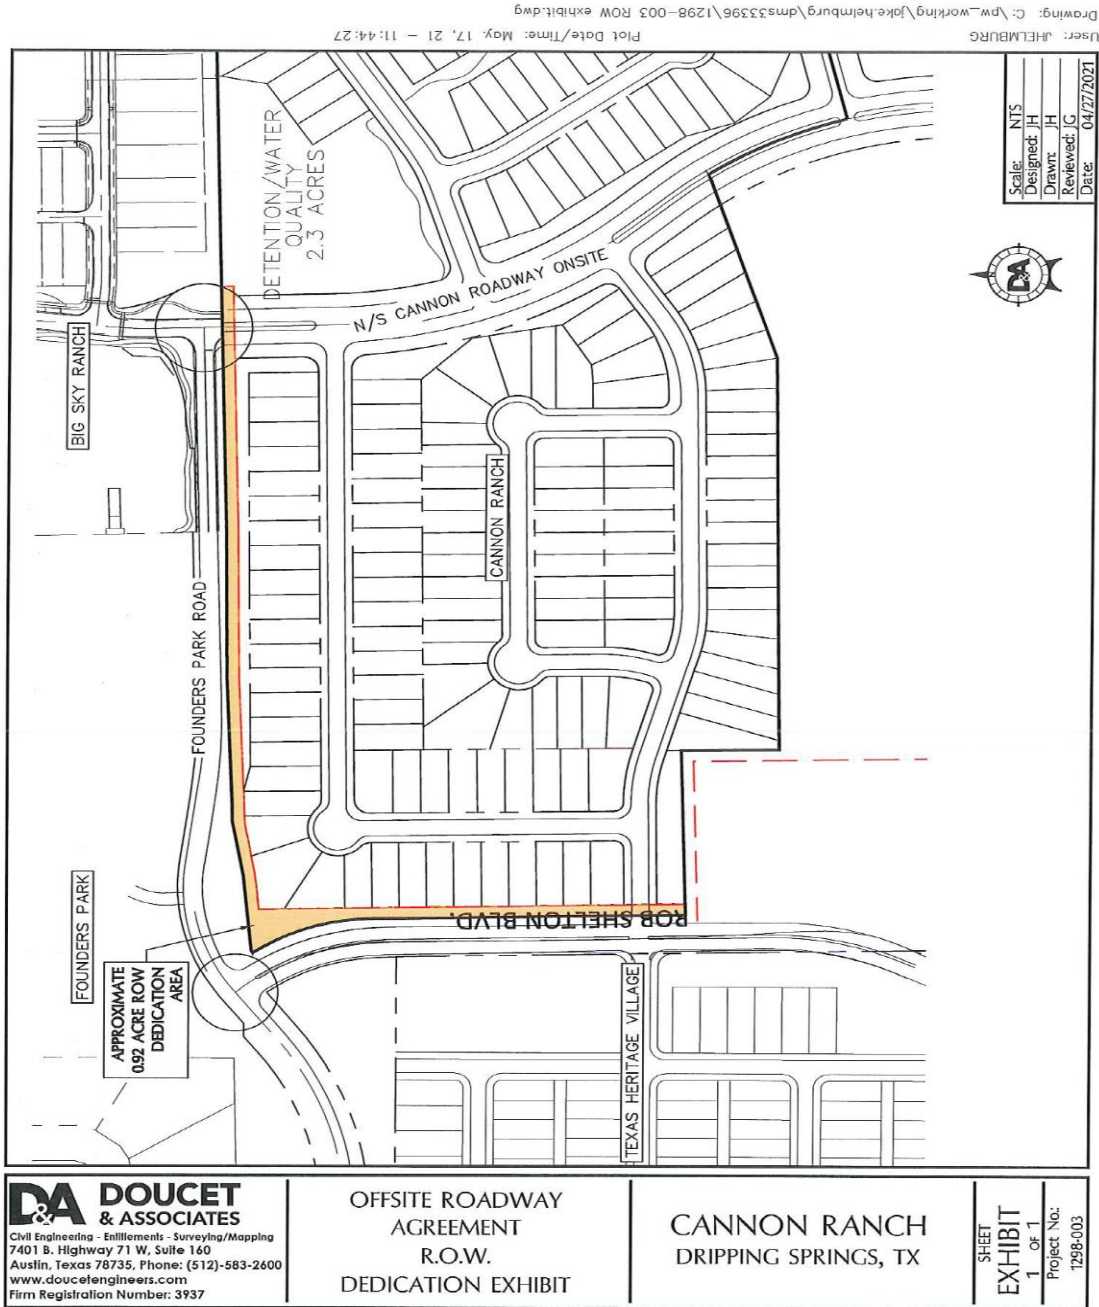 Drawing: C:\pw_working\jake.helmburg\dms33396\1298-003 ROW exhibit.dwg
User: JHELMBURG
Plot Date/Time: May. 17, 21 - 11:44:27
Scale: NTS
Designed: JH
Drawn: JH
Reviewed: JG
Date: 04/27/2021
DETENTION/WATER
QUALITY
2.3 ACRES
N/S CANNON ROADWAY ONSITE
D&A
BIG SKY RANCH
CANNON RANCH
FOUNDERS PARK ROAD
FOUNDERS PARK
ROB SHELTON BLVD.
APPROXIMATE
0.92 ACRE ROW
DEDICATION
AREA
TEXAS HERITAGE VILLAGE
D&A DOUCET
& ASSOCIATES
Civil Engineering - Entitlements - Surveying/Mapping
7401 B. Highway 71 W, Suite 160
Austin, Texas 78735, Phone: (512)-583-2600
www.doucetengineers.com
Firm Registration Number: 3937
OFFSITE ROADWAY
AGREEMENT
R.O.W.
DEDICATION EXHIBIT
CANNON RANCH
DRIPPING SPRINGS, TX
SHEET
EXHIBIT
1 OF 1
Project No.:
1298-003